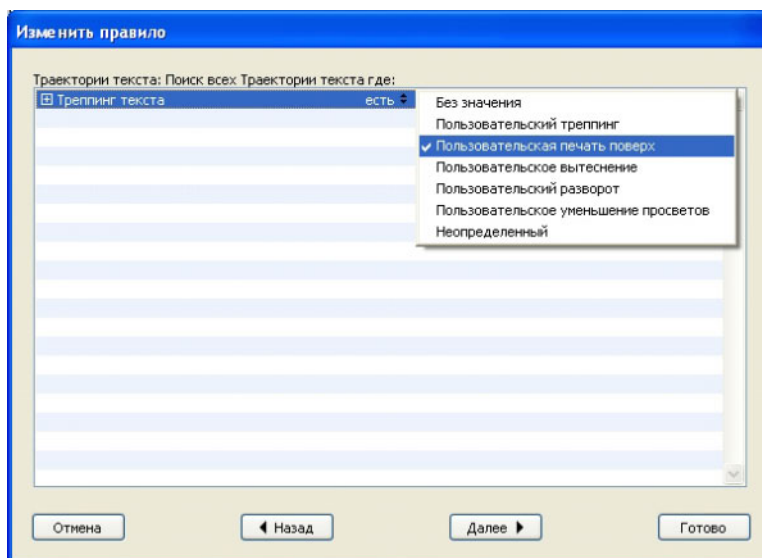 Изменить правило
Траектории текста: Поиск всех Траектории текста где:
Треппинг текста есть
Без значения
Пользовательский треппинг
Пользовательская печать поверх
Пользовательское вытеснение
Пользовательский разворот
Пользовательское уменьшение просветов
Неопределенный
Отмена Назад Далее Готово